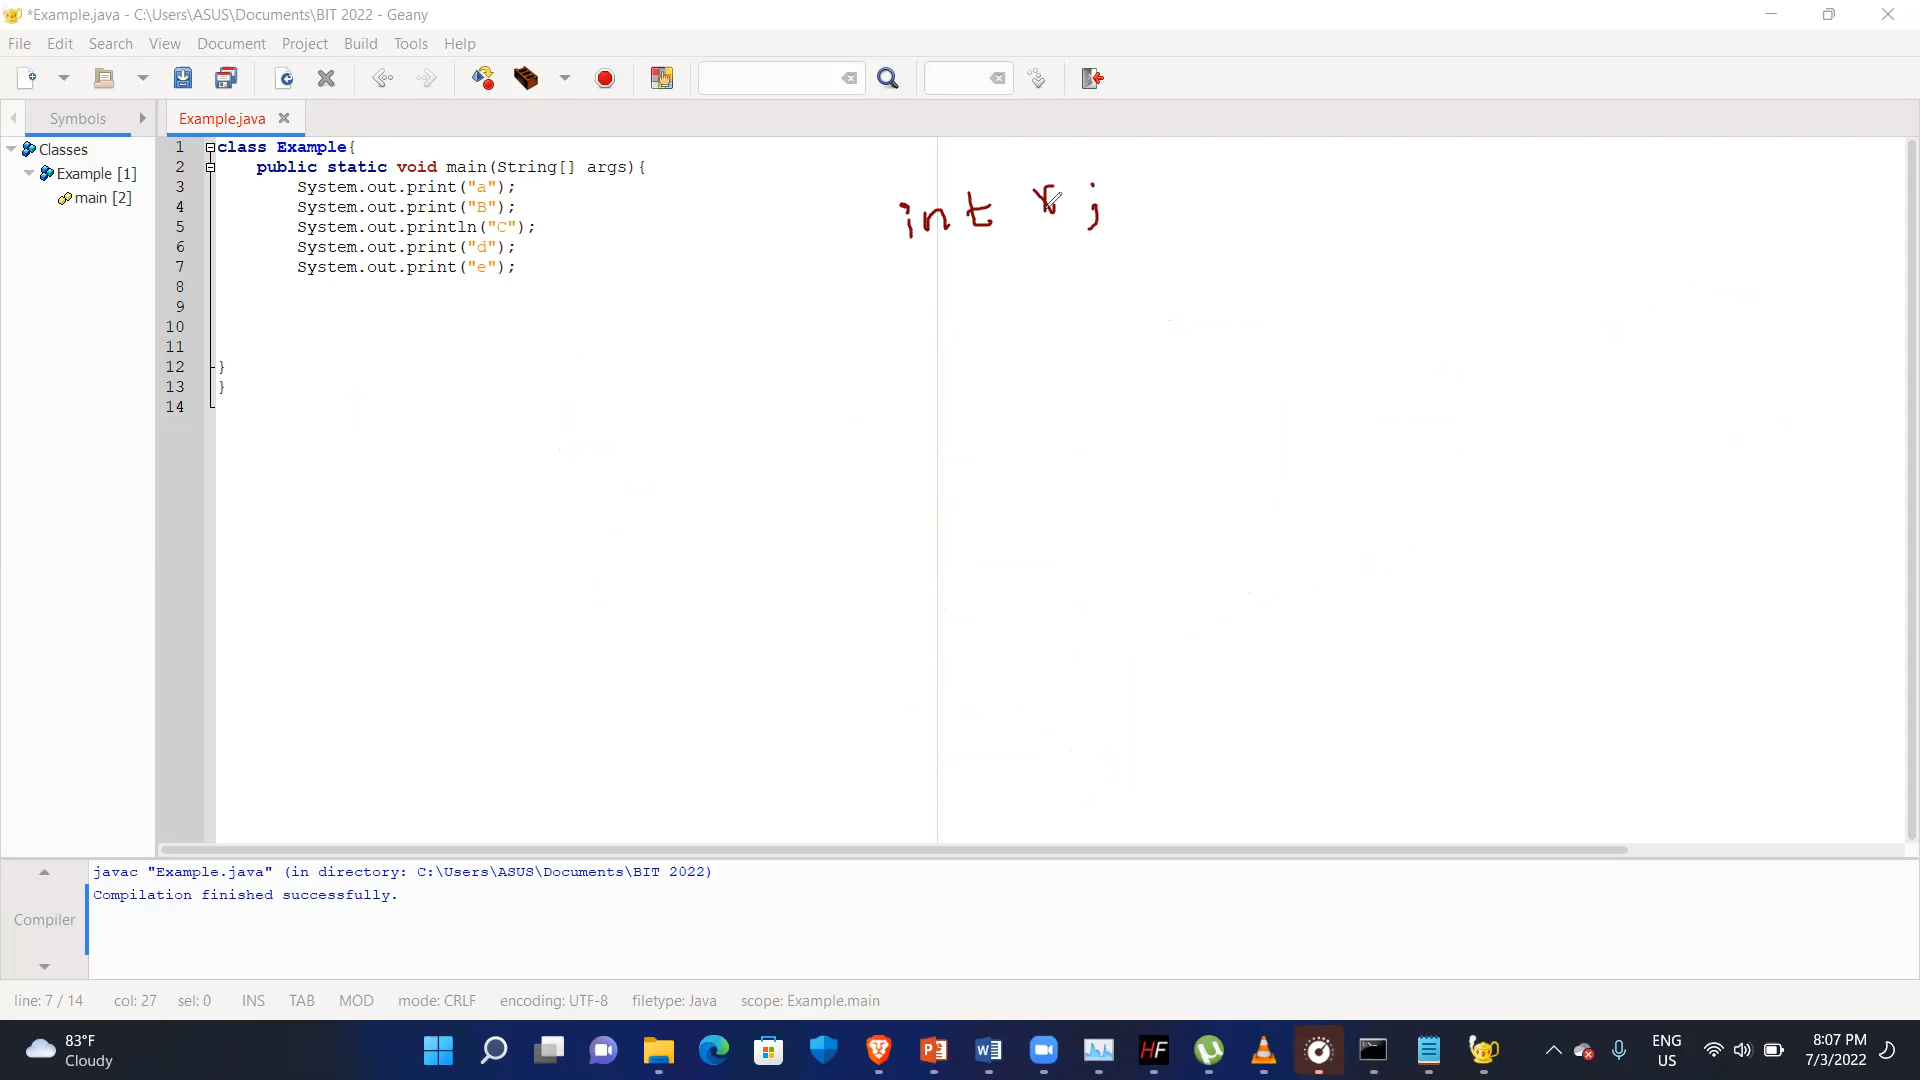 *Example.java - C:\Users\ASUS\Documents\BIT 2022 - Geany
File Edit Search View Document Project Build Tools Help
Symbols
Example.java
Classes
Example [1]
main [2]
1 class Example{
2 public static void main(String[] args){
3 System.out.print("a");
4 System.out.print("B");
5 System.out.println("C");
6 System.out.print("d");
7 System.out.print("e");
8
9
10
11
12 }
13 }
14
int ;
Compiler
javac "Example.java" (in directory: C:\Users\ASUS\Documents\BIT 2022)
Compilation finished successfully.
line: 7 / 14 col: 27 sel: 0 INS TAB MOD mode: CRLF encoding: UTF-8 filetype: Java scope: Example.main
83°F
Cloudy
HF
ENG
US
8:07 PM
7/3/2022